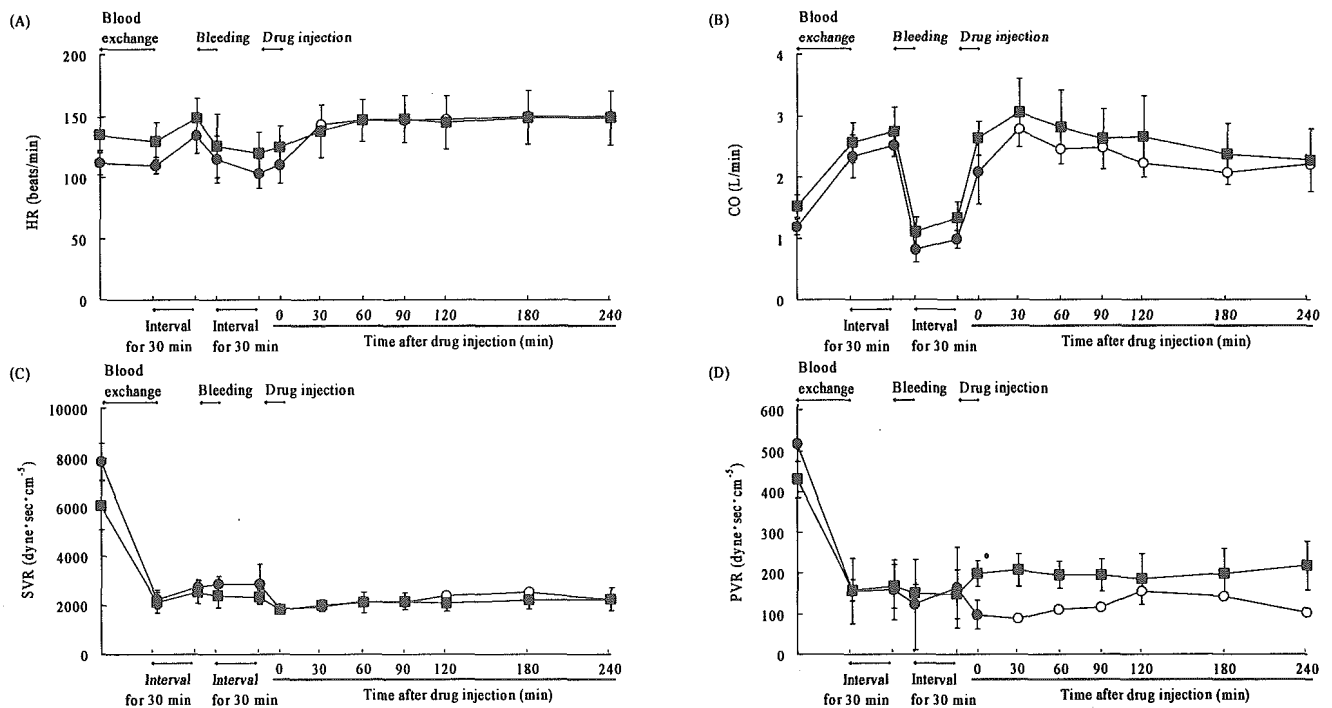 (A)
Blood
exchange
Bleeding
Drug injection
200
150
100
50
0
HR (beats/min)
Interval
for 30 min
Interval
for 30 min
0 30 60 90 120 180 240
Time after drug injection (min)
(B)
Blood
exchange
Bleeding
Drug injection
4
3
2
1
0
CO (L/min)
Interval
for 30 min
Interval
for 30 min
0 30 60 90 120 180 240
Time after drug injection (min)
(C)
Blood
exchange
Bleeding
Drug injection
10000
8000
6000
4000
2000
0
SVR (dyne·sec·cm⁻⁵)
Interval
for 30 min
Interval
for 30 min
0 30 60 90 120 180 240
Time after drug injection (min)
(D)
Blood
exchange
Bleeding
Drug injection
600
500
400
300
200
100
0
PVR (dyne·sec·cm⁻⁵)
Interval
for 30 min
Interval
for 30 min
0 30 60 90 120 180 240
Time after drug injection (min)